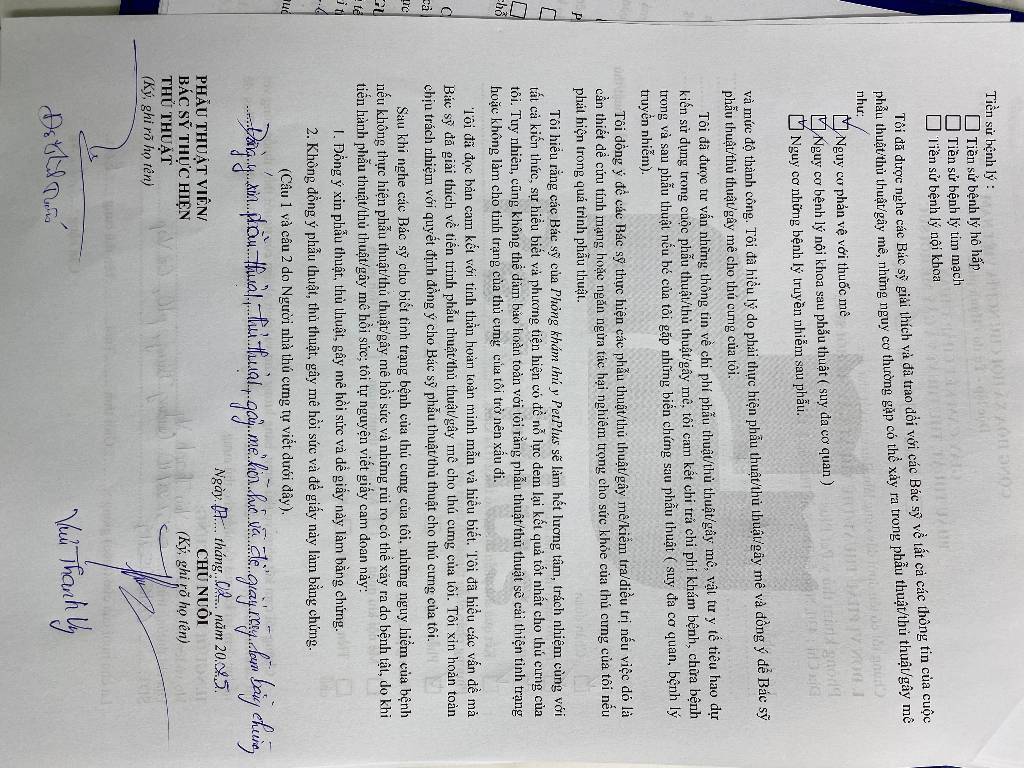 Tiền sử bệnh lý :
☐ Tiền sử bệnh lý hô hấp
☐ Tiền sử bệnh lý tim mạch
☐ Tiền sử bệnh lý nội khoa
Tôi đã được nghe các Bác sỹ giải thích và đã trao đổi với các Bác sỹ về tất cả các thông tin của cuộc
phẫu thuật/thủ thuật/gây mê, những nguy cơ thường gặp có thể xảy ra trong phẫu thuật/thủ thuật/gây mê
như:
☑ Nguy cơ phản vệ với thuốc mê
☑ Nguy cơ bệnh lý nội khoa sau phẫu thuật ( suy đa cơ quan )
☑ Nguy cơ những bệnh lý truyền nhiễm sau phẫu.
và mức độ thành công. Tôi đã hiểu lý do phải thực hiện phẫu thuật/thủ thuật/gây mê và đồng ý để Bác sỹ
phẫu thuật/thủ thuật/gây mê cho thú cưng của tôi.
Tôi đã được tư vấn những thông tin về chi phí phẫu thuật/thủ thuật/gây mê, vật tư y tế tiêu hao dự
kiến sử dụng trong cuộc phẫu thuật/thủ thuật/gây mê, tôi cam kết chi trả chi phí khám bệnh, chữa bệnh
trong và sau phẫu thuật nếu bé của tôi gặp những biến chứng sau phẫu thuật ( suy đa cơ quan, bệnh lý
truyền nhiễm).
Tôi đồng ý để các Bác sỹ thực hiện các phẫu thuật/thủ thuật/gây mê/kiểm tra/điều trị nếu việc đó là
cần thiết để cứu tính mạng hoặc ngăn ngừa tác hại nghiêm trọng cho sức khỏe của thú cưng của tôi nếu
phát hiện trong quá trình phẫu thuật.
Tôi hiểu rằng các Bác sỹ của Phòng khám thú y PetPlus sẽ làm hết lương tâm, trách nhiệm cùng với
tất cả kiến thức, sự hiểu biết và phương tiện hiện có để nỗ lực đem lại kết quả tốt nhất cho thú cưng của
tôi. Tuy nhiên, cũng không thể đảm bảo hoàn toàn với tôi rằng phẫu thuật/thủ thuật sẽ cải thiện tình trạng
hoặc không làm cho tình trạng của thú cưng của tôi trở nên xấu đi.
Tôi đã đọc bản cam kết với tinh thần hoàn toàn minh mẫn và hiểu biết. Tôi đã hiểu các vấn đề mà
Bác sỹ đã giải thích về tiến trình phẫu thuật/thủ thuật/gây mê cho thú cưng của tôi. Tôi xin hoàn toàn
chịu trách nhiệm với quyết định đồng ý cho Bác sỹ phẫu thuật/thủ thuật cho thú cưng của tôi.
Sau khi nghe các Bác sỹ cho biết tình trạng bệnh của thú cưng của tôi, những nguy hiểm của bệnh
nếu không thực hiện phẫu thuật/thủ thuật/gây mê hồi sức và những rủi ro có thể xảy ra do bệnh tật, do khi
tiến hành phẫu thuật/thủ thuật/gây mê hồi sức; tôi tự nguyện viết giấy cam đoan này:
1. Đồng ý xin phẫu thuật, thủ thuật, gây mê hồi sức và để giấy này làm bằng chứng.
2. Không đồng ý phẫu thuật, thủ thuật, gây mê hồi sức và để giấy này làm bằng chứng.
(Câu 1 và câu 2 do Người nhà thú cưng tự viết dưới đây).
Đồng ý xin phẫu thuật, thủ thuật, gây mê hồi sức và để giấy này làm bằng chứng
Ngày tháng năm 2025.
PHẪU THUẬT VIÊN/
BÁC SỸ THỰC HIỆN
THỦ THUẬT
(Ký, ghi rõ họ tên)
CHỦ NUÔI
(Ký, ghi rõ họ tên)
Vũ Thanh Vy